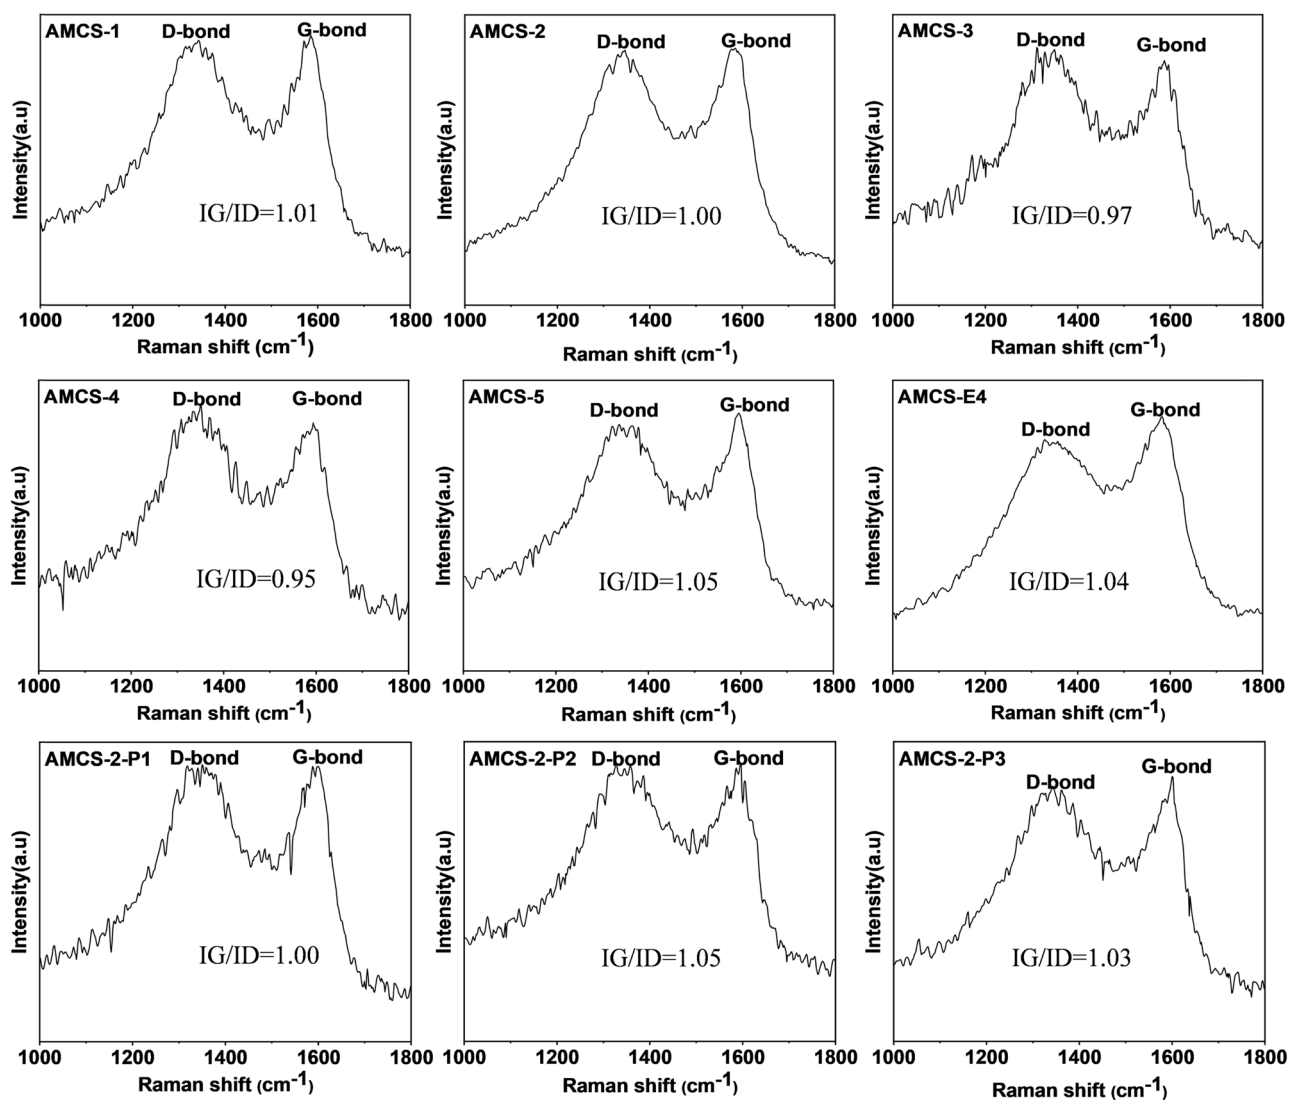 AMCS-1 D-bond G-bond
Intensity(a.u)
IG/ID=1.01
1000 1200 1400 1600 1800
Raman shift (cm-1)
AMCS-2 D-bond G-bond
Intensity(a.u)
IG/ID=1.00
1000 1200 1400 1600 1800
Raman shift (cm-1)
AMCS-3 D-bond G-bond
Intensity(a.u)
IG/ID=0.97
1000 1200 1400 1600 1800
Raman shift (cm-1)
AMCS-4 D-bond G-bond
Intensity(a.u)
IG/ID=0.95
1000 1200 1400 1600 1800
Raman shift (cm-1)
AMCS-5 D-bond G-bond
Intensity(a.u)
IG/ID=1.05
1000 1200 1400 1600 1800
Raman shift (cm-1)
AMCS-E4 D-bond G-bond
Intensity(a.u)
IG/ID=1.04
1000 1200 1400 1600 1800
Raman shift (cm-1)
AMCS-2-P1 D-bond G-bond
Intensity(a.u)
IG/ID=1.00
1000 1200 1400 1600 1800
Raman shift (cm-1)
AMCS-2-P2 D-bond G-bond
Intensity(a.u)
IG/ID=1.05
1000 1200 1400 1600 1800
Raman shift (cm-1)
AMCS-2-P3 D-bond G-bond
Intensity(a.u)
IG/ID=1.03
1000 1200 1400 1600 1800
Raman shift (cm-1)